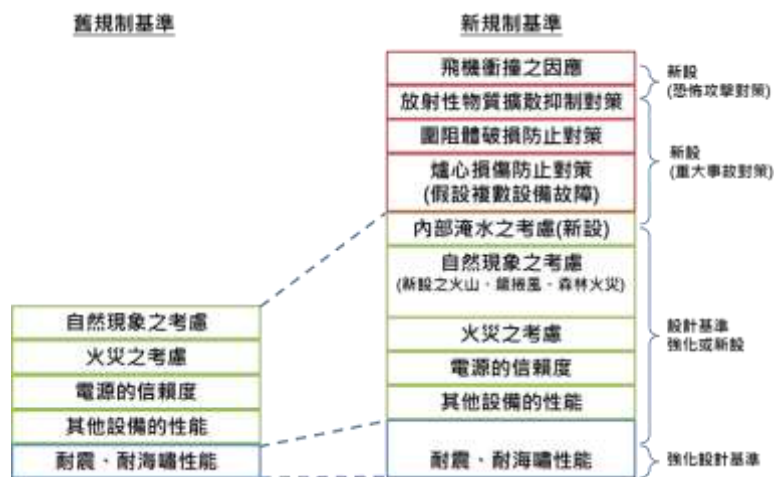 舊規制基準
自然現象之考慮
火災之考慮
電源的信賴度
其他設備的性能
耐震、耐海嘯性能
新規制基準
飛機衝撞之因應
放射性物質擴散抑制對策
圍阻體破損防止對策
爐心損傷防止對策
(假設複數設備故障)
內部淹水之考慮(新設)
自然現象之考慮
(新設之火山、龍捲風、森林火災)
火災之考慮
電源的信賴度
其他設備的性能
耐震、耐海嘯性能
新設
(恐怖攻擊對策)
新設
(重大事故對策)
設計基準
強化或新設
強化設計基準